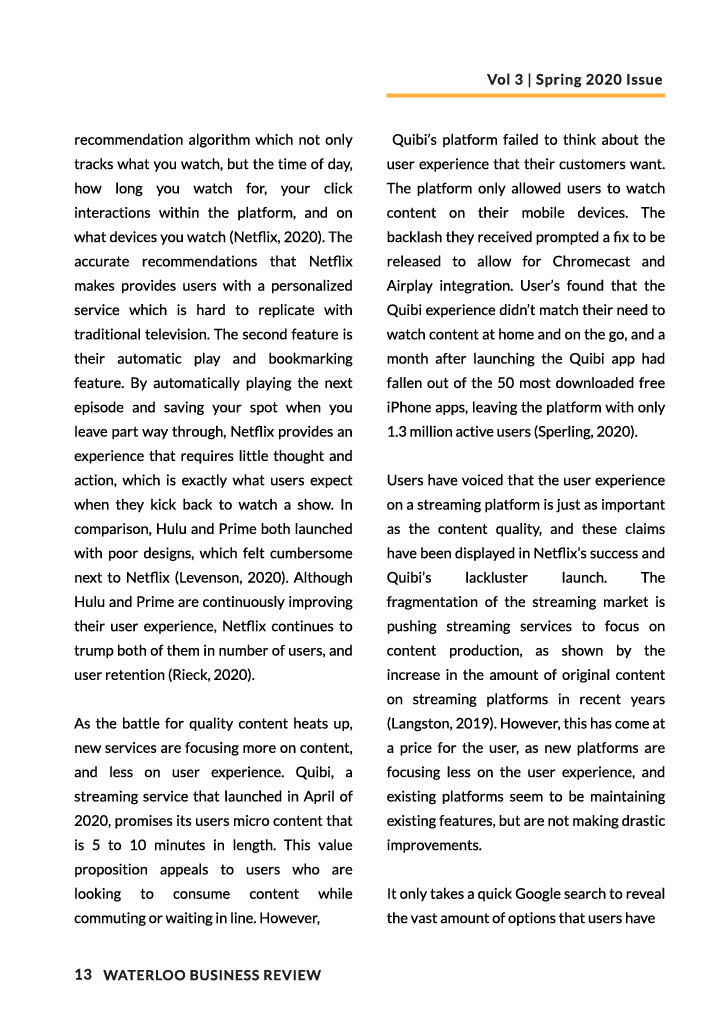 Vol 3 | Spring 2020 Issue
recommendation algorithm which not only
tracks what you watch, but the time of day,
how long you watch for, your click
interactions within the platform, and on
what devices you watch (Netflix, 2020). The
accurate recommendations that Netflix
makes provides users with a personalized
service which is hard to replicate with
traditional television. The second feature is
their automatic play and bookmarking
feature. By automatically playing the next
episode and saving your spot when you
leave part way through, Netflix provides an
experience that requires little thought and
action, which is exactly what users expect
when they kick back to watch a show. In
comparison, Hulu and Prime both launched
with poor designs, which felt cumbersome
next to Netflix (Levenson, 2020). Although
Hulu and Prime are continuously improving
their user experience, Netflix continues to
trump both of them in number of users, and
user retention (Rieck, 2020).
As the battle for quality content heats up,
new services are focusing more on content,
and less on user experience. Quibi, a
streaming service that launched in April of
2020, promises its users micro content that
is 5 to 10 minutes in length. This value
proposition appeals to users who are
looking to consume content while
commuting or waiting in line. However,
Quibi's platform failed to think about the
user experience that their customers want.
The platform only allowed users to watch
content on their mobile devices. The
backlash they received prompted a fix to be
released to allow for Chromecast and
Airplay integration. User's found that the
Quibi experience didn't match their need to
watch content at home and on the go, and a
month after launching the Quibi app had
fallen out of the 50 most downloaded free
iPhone apps, leaving the platform with only
1.3 million active users (Sperling, 2020).
Users have voiced that the user experience
on a streaming platform is just as important
as the content quality, and these claims
have been displayed in Netflix's success and
Quibi's lackluster launch. The
fragmentation of the streaming market is
pushing streaming services to focus on
content production, as shown by the
increase in the amount of original content
on streaming platforms in recent years
(Langston, 2019). However, this has come at
a price for the user, as new platforms are
focusing less on the user experience, and
existing platforms seem to be maintaining
existing features, but are not making drastic
improvements.
It only takes a quick Google search to reveal
the vast amount of options that users have
13 WATERLOO BUSINESS REVIEW